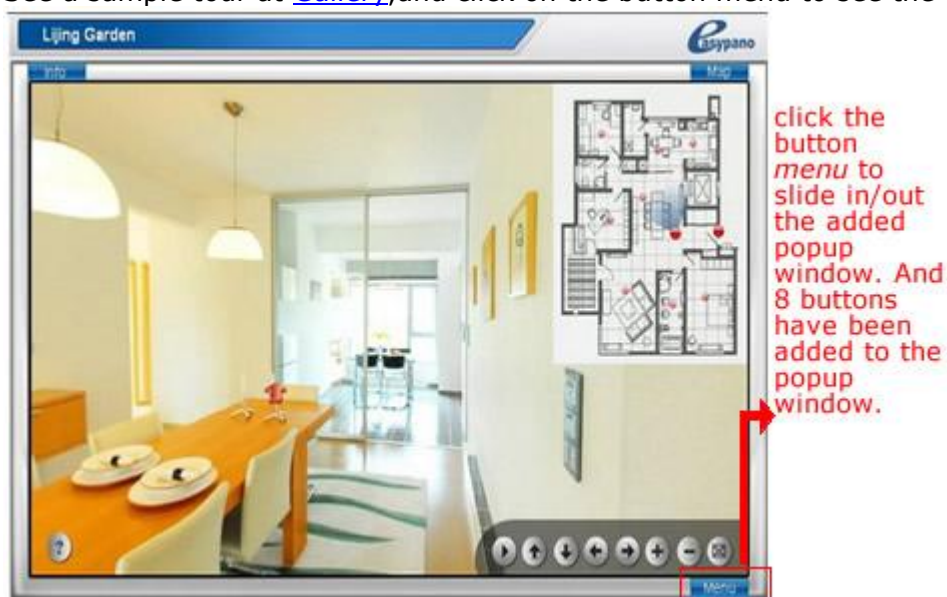 See a sample tour at Gallery,and click on the button menu to see the
Lijing Garden
easypano
Info
Map
click the
button
menu to
slide in/out
the added
popup
window. And
8 buttons
have been
added to the
popup
window.
?
Menu